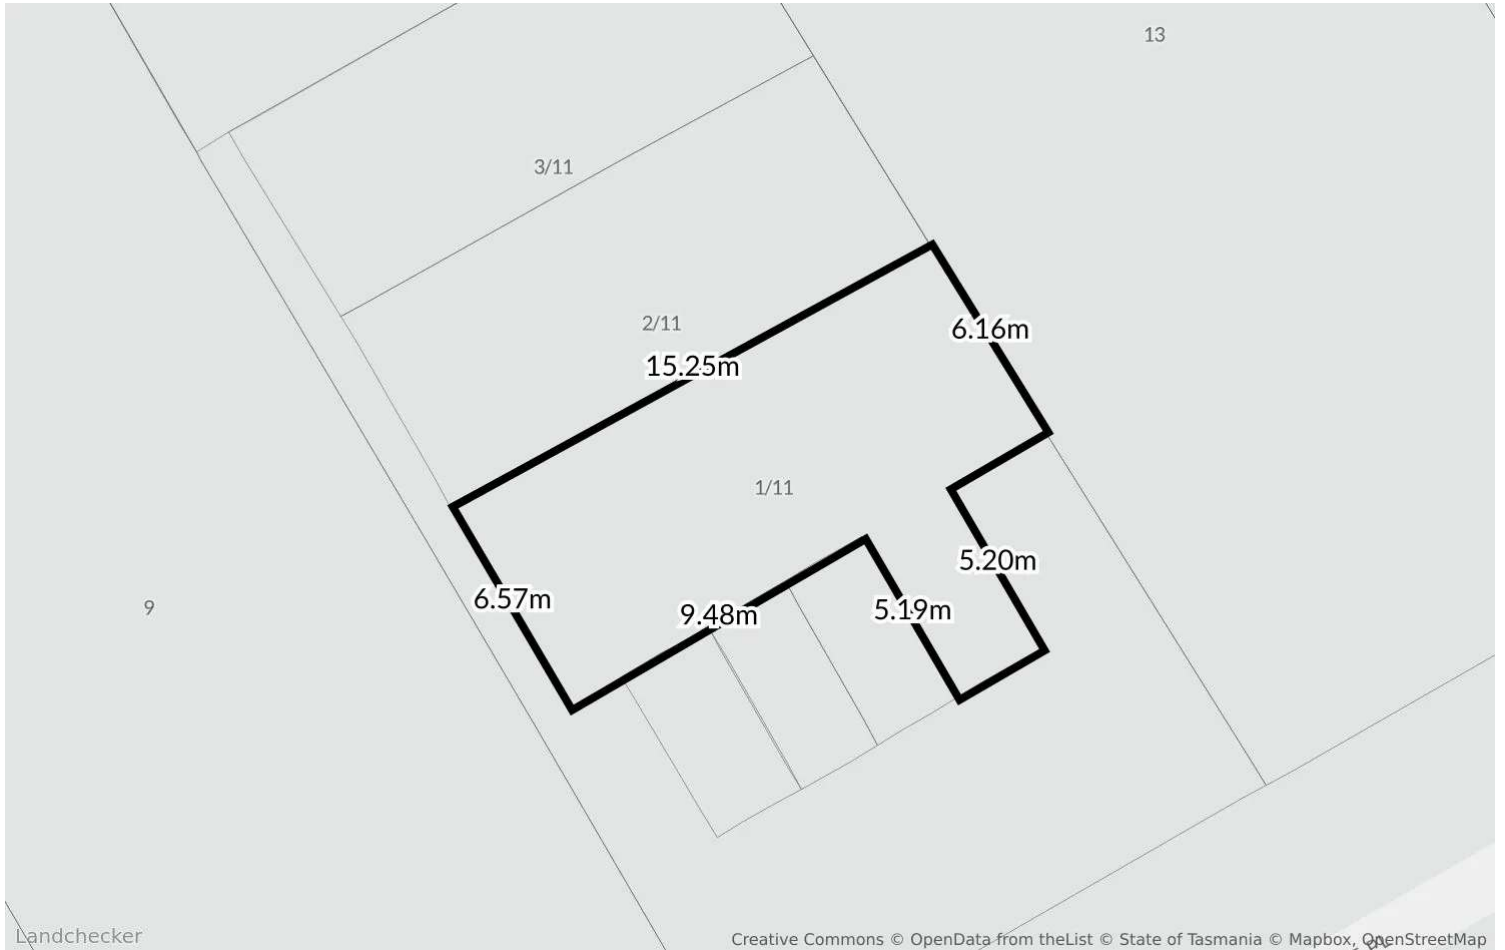 13
3/11
2/11
15.25m
6.16m
1/11
5.20m
6.57m
9.48m
5.19m
9
Landchecker
Creative Commons © OpenData from theList © State of Tasmania © Mapbox, OpenStreetMap